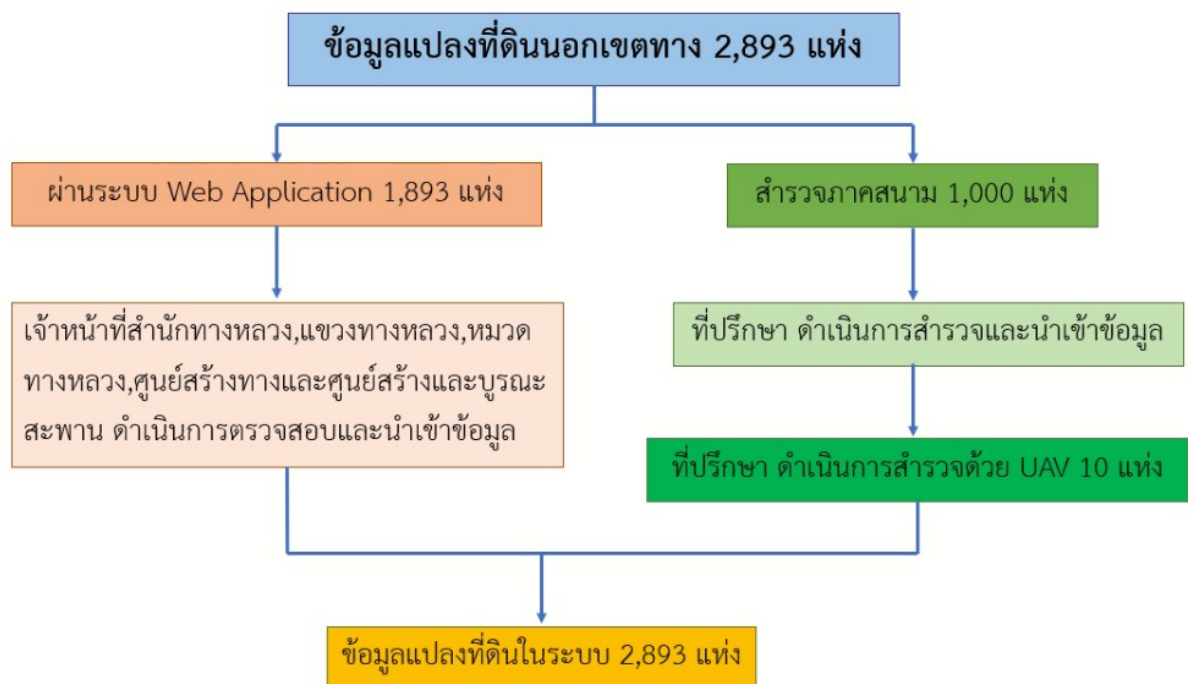 ข้อมูลแปลงที่ดินนอกเขตทาง 2,893 แห่ง
ผ่านระบบ Web Application 1,893 แห่ง
สำรวจภาคสนาม 1,000 แห่ง
เจ้าหน้าที่สำนักทางหลวง,แขวงทางหลวง,หมวด
ทางหลวง,ศูนย์สร้างทางและศูนย์สร้างและบูรณะ
สะพาน ดำเนินการตรวจสอบและนำเข้าข้อมูล
ที่ปรึกษา ดำเนินการสำรวจและนำเข้าข้อมูล
ที่ปรึกษา ดำเนินการสำรวจด้วย UAV 10 แห่ง
ข้อมูลแปลงที่ดินในระบบ 2,893 แห่ง